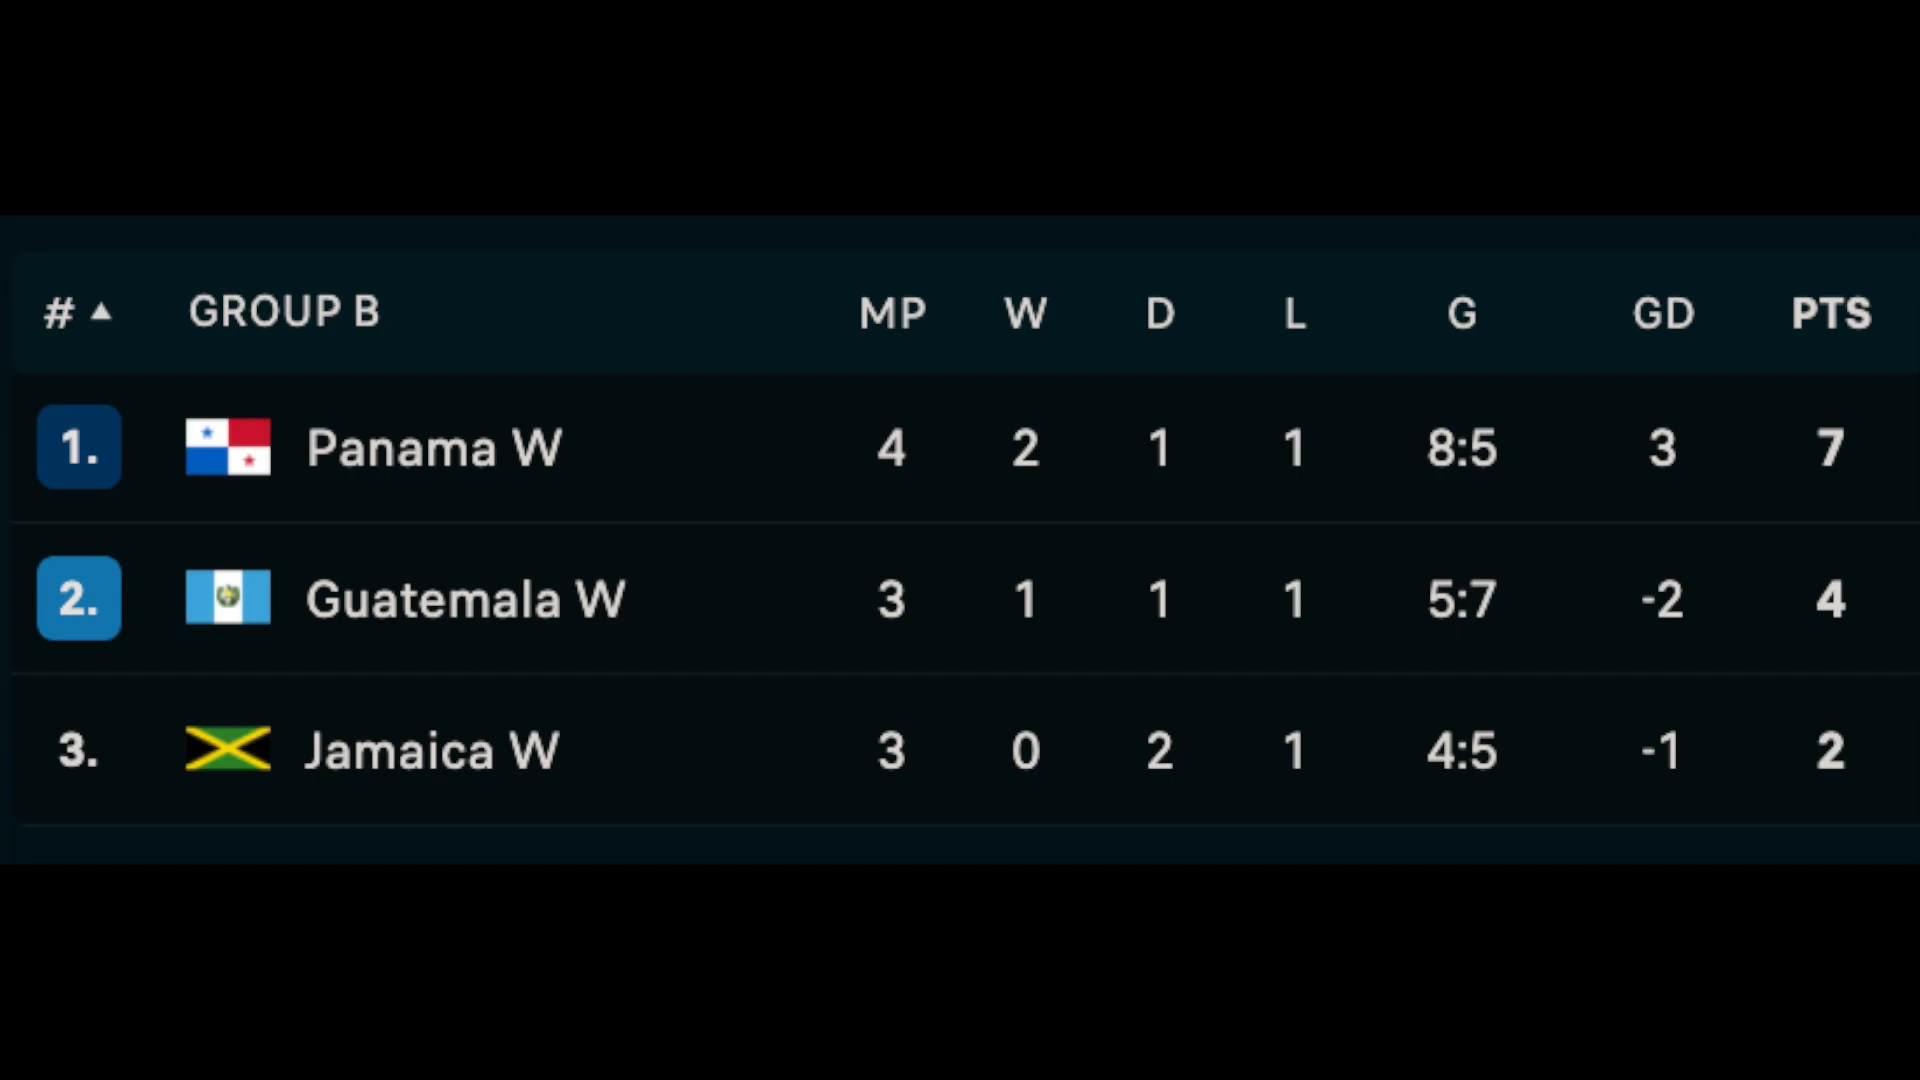 # ▲ GROUP B MP W D L G GD PTS
1. Panama W 4 2 1 1 8:5 3 7
2. Guatemala W 3 1 1 1 5:7 -2 4
3. Jamaica W 3 0 2 1 4:5 -1 2